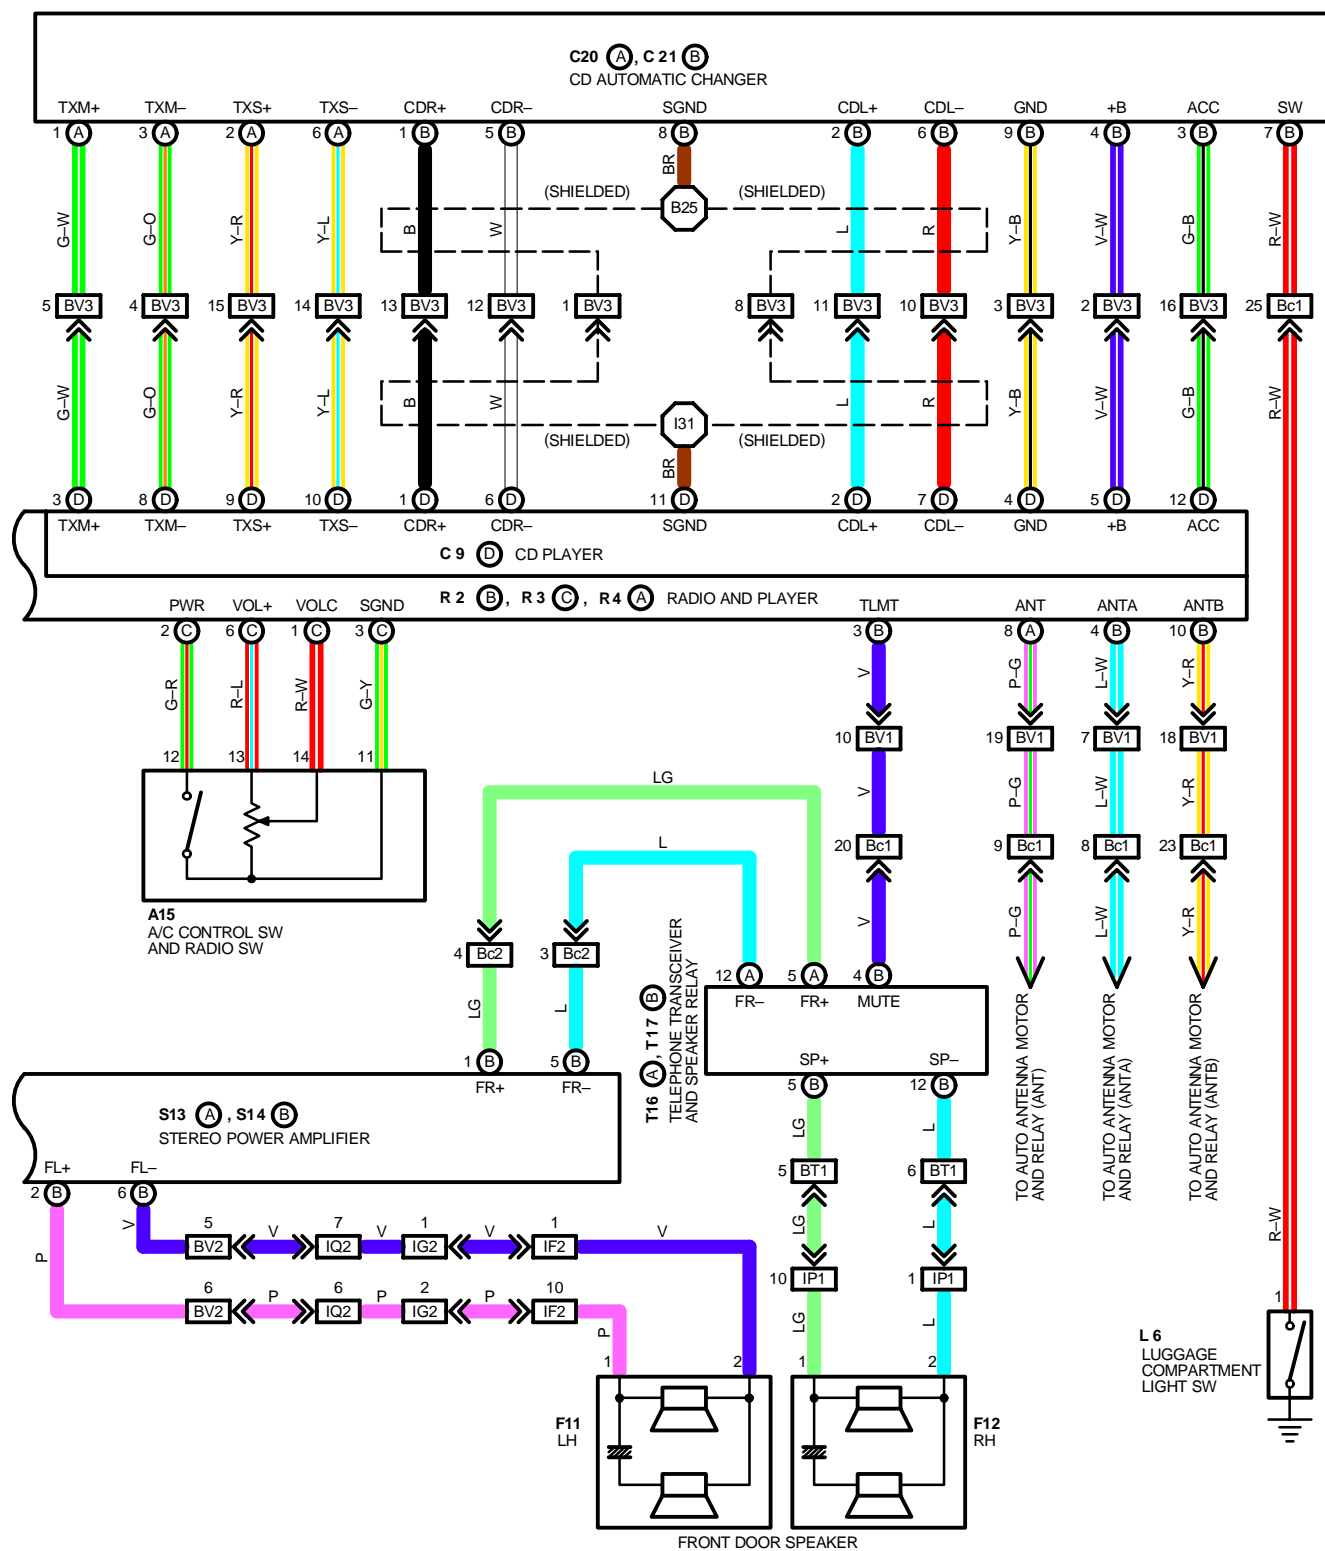 C20 A , C 21 B
CD AUTOMATIC CHANGER
TXM+ TXM– TXS+ TXS– CDR+ CDR– SGND CDL+ CDL– GND +B ACC SW
1 A 3 A 2 A 6 A 1 B 5 B 8 B 2 B 6 B 9 B 4 B 3 B 7 B
BR
(SHIELDED) B25 (SHIELDED)
G–W G–O Y–R Y–L B W L R Y–B V–W G–B R–W
5 BV3 4 BV3 15 BV3 14 BV3 13 BV3 12 BV3 1 BV3 8 BV3 11 BV3 10 BV3 3 BV3 2 BV3 16 BV3 25 Bc1
G–W G–O Y–R Y–L B W L R Y–B V–W G–B R–W
(SHIELDED) I31 (SHIELDED)
BR
3 D 8 D 9 D 10 D 1 D 6 D 11 D 2 D 7 D 4 D 5 D 12 D
TXM+ TXM– TXS+ TXS– CDR+ CDR– SGND CDL+ CDL– GND +B ACC
C 9 D CD PLAYER
R 2 B , R 3 C , R 4 A RADIO AND PLAYER
PWR VOL+ VOLC SGND TLMT ANT ANTA ANTB
2 C 6 C 1 C 3 C 3 B 8 A 4 B 10 B
G–R R–L R–W G–Y V P–G L–W Y–R
12 13 14 11
10 BV1 19 BV1 7 BV1 18 BV1
LG
V P–G L–W Y–R
L
20 Bc1 9 Bc1 8 Bc1 23 Bc1
A15
A/C CONTROL SW
AND RADIO SW
V P–G L–W Y–R
4 Bc2 3 Bc2
LG L
12 A 5 A 4 B
FR– FR+ MUTE
T16 A , T17 B
TELEPHONE TRANSCEIVER
AND SPEAKER RELAY
SP+ SP–
5 B 12 B
TO AUTO ANTENNA MOTOR
AND RELAY (ANT)
TO AUTO ANTENNA MOTOR
AND RELAY (ANTA)
TO AUTO ANTENNA MOTOR
AND RELAY (ANTB)
1 B 5 B
FR+ FR–
S13 A , S14 B
STEREO POWER AMPLIFIER
FL+ FL–
2 B 6 B
LG L
5 BT1 6 BT1
LG L
10 IP1 1 IP1
LG L
V
5 BV2 V 7 IQ2 V 1 IG2 V 1 IF2 V
P
6 BV2 P 6 IQ2 P 2 IG2 P 10 IF2
P
1 2 1 2
R–W
1
L 6
LUGGAGE
COMPARTMENT
LIGHT SW
F11
LH
F12
RH
FRONT DOOR SPEAKER